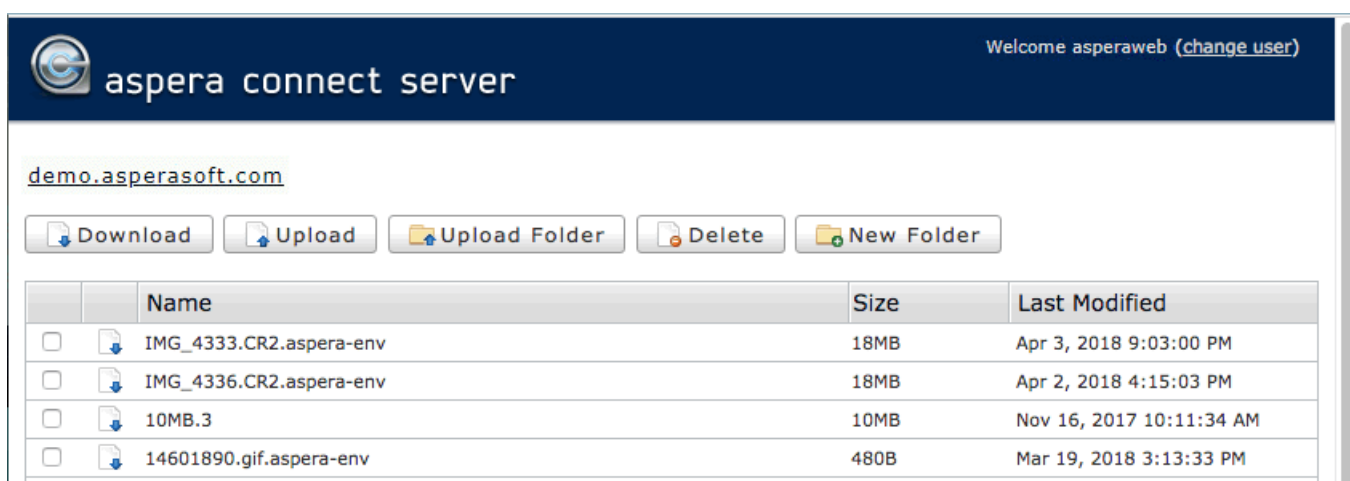 Welcome asperaweb (change user)
aspera connect server
demo.asperasoft.com
Download Upload Upload Folder Delete New Folder
Name Size Last Modified
IMG_4333.CR2.aspera-env 18MB Apr 3, 2018 9:03:00 PM
IMG_4336.CR2.aspera-env 18MB Apr 2, 2018 4:15:03 PM
10MB.3 10MB Nov 16, 2017 10:11:34 AM
14601890.gif.aspera-env 480B Mar 19, 2018 3:13:33 PM